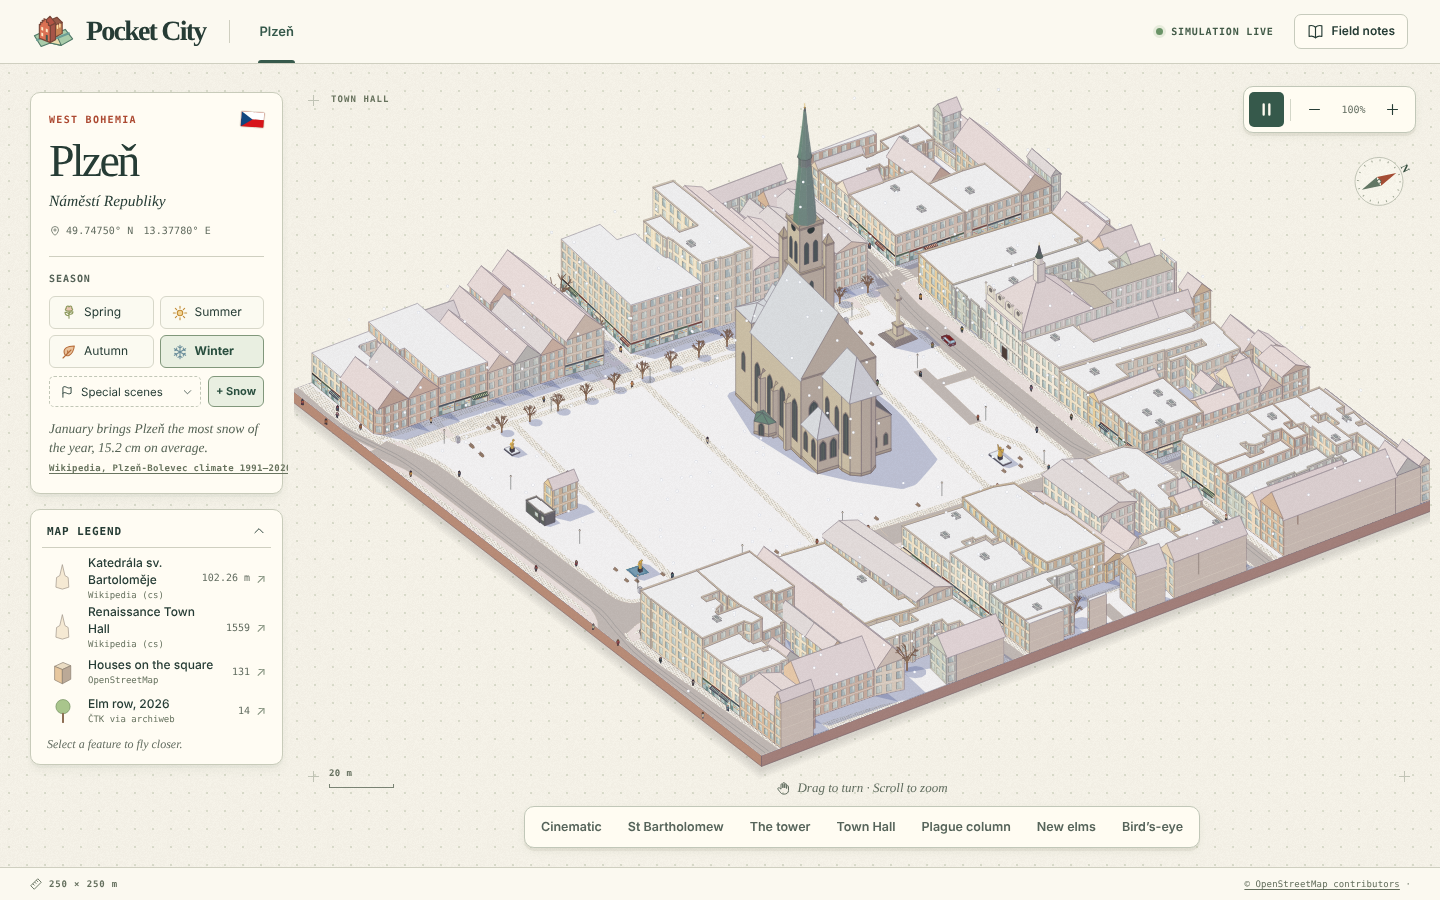 Pocket City
Plzeň
SIMULATION LIVE
Field notes
WEST BOHEMIA
Plzeň
Náměstí Republiky
49.74750° N 13.37780° E
SEASON
Spring
Summer
Autumn
Winter
Special scenes
+ Snow
January brings Plzeň the most snow of
the year, 15.2 cm on average.
Wikipedia, Plzeň-Bolevec climate 1991–2020
MAP LEGEND
Katedrála sv.
Bartoloměje
102.26 m
Wikipedia (cs)
Renaissance Town
Hall
1559
Wikipedia (cs)
Houses on the square
131
OpenStreetMap
Elm row, 2026
14
ČTK via archiweb
Select a feature to fly closer.
TOWN HALL
100%
N
20 m
Drag to turn · Scroll to zoom
Cinematic
St Bartholomew
The tower
Town Hall
Plague column
New elms
Bird's-eye
250 × 250 m
© OpenStreetMap contributors ·